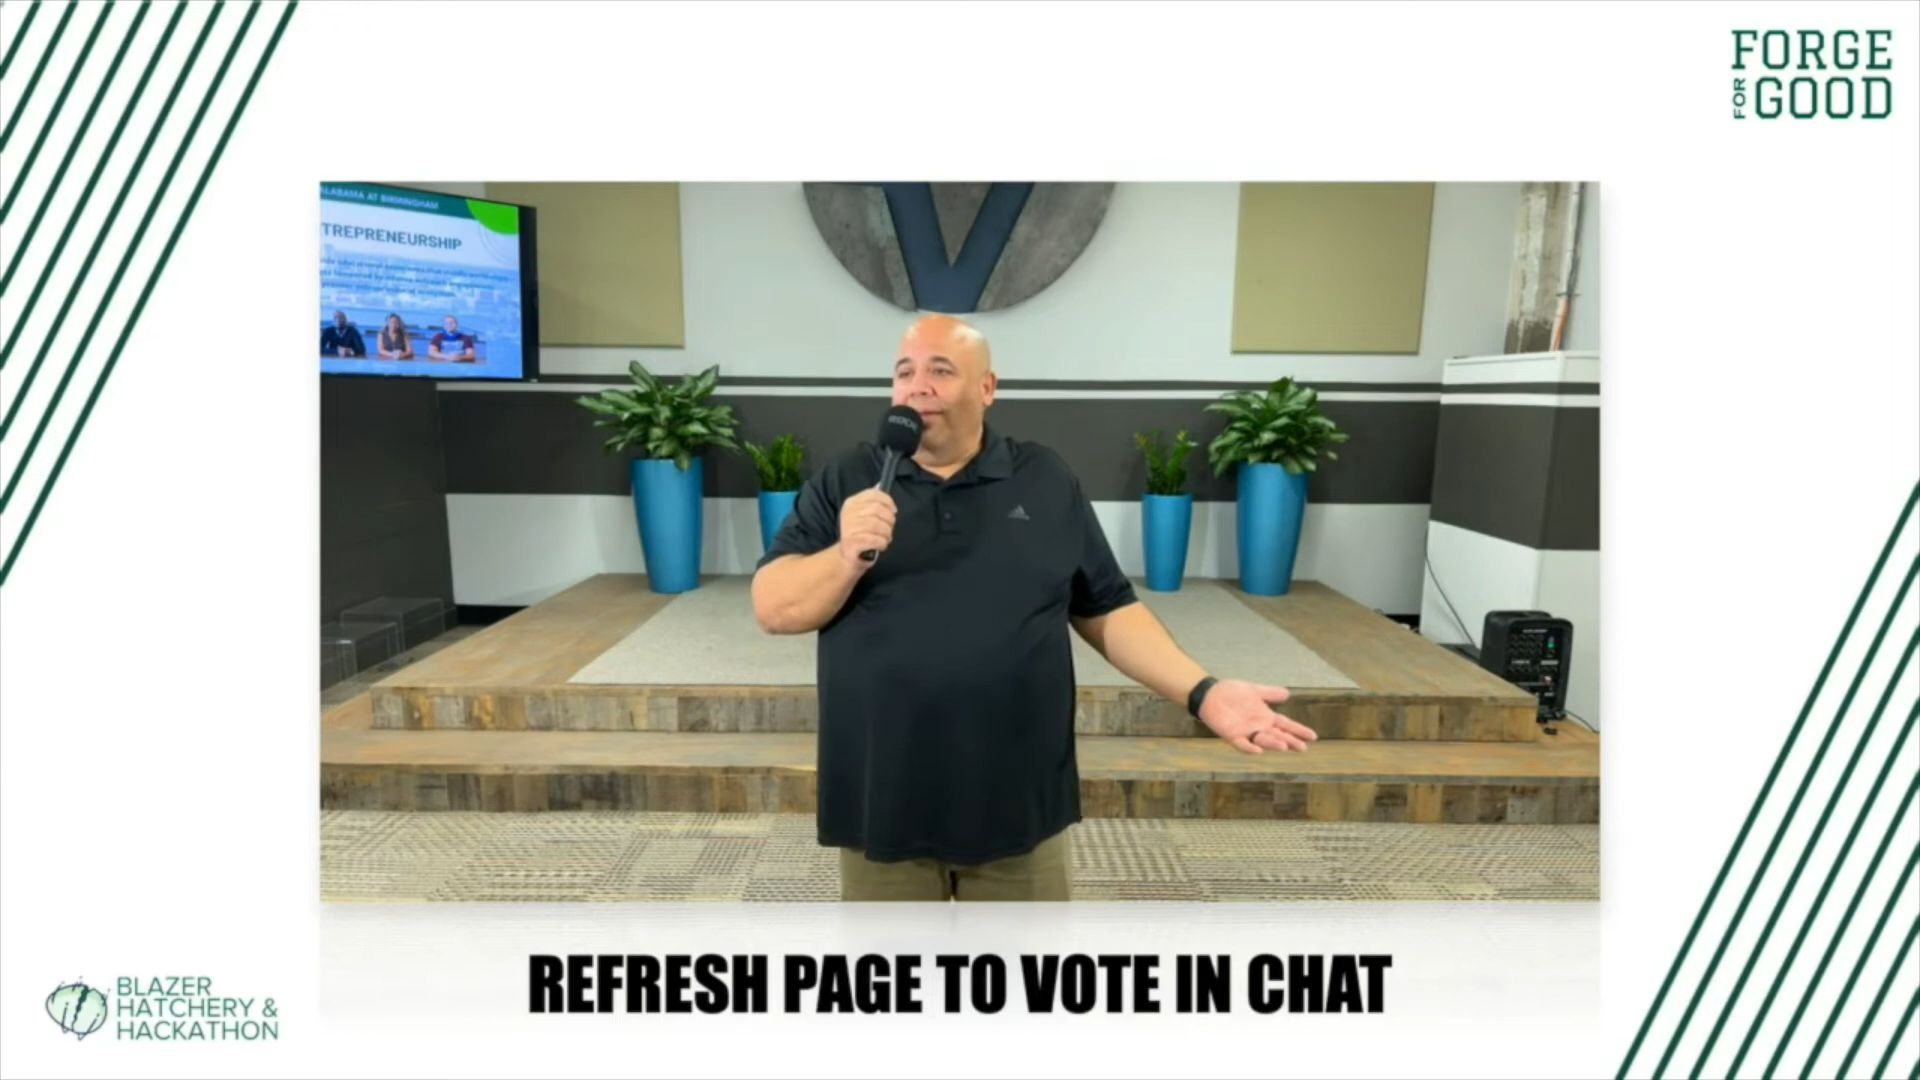 FORGE
FOR GOOD
ALABAMA AT BIRMINGHAM
TREPRENEURSHIP
V
REFRESH PAGE TO VOTE IN CHAT
BLAZER
HATCHERY &
HACKATHON